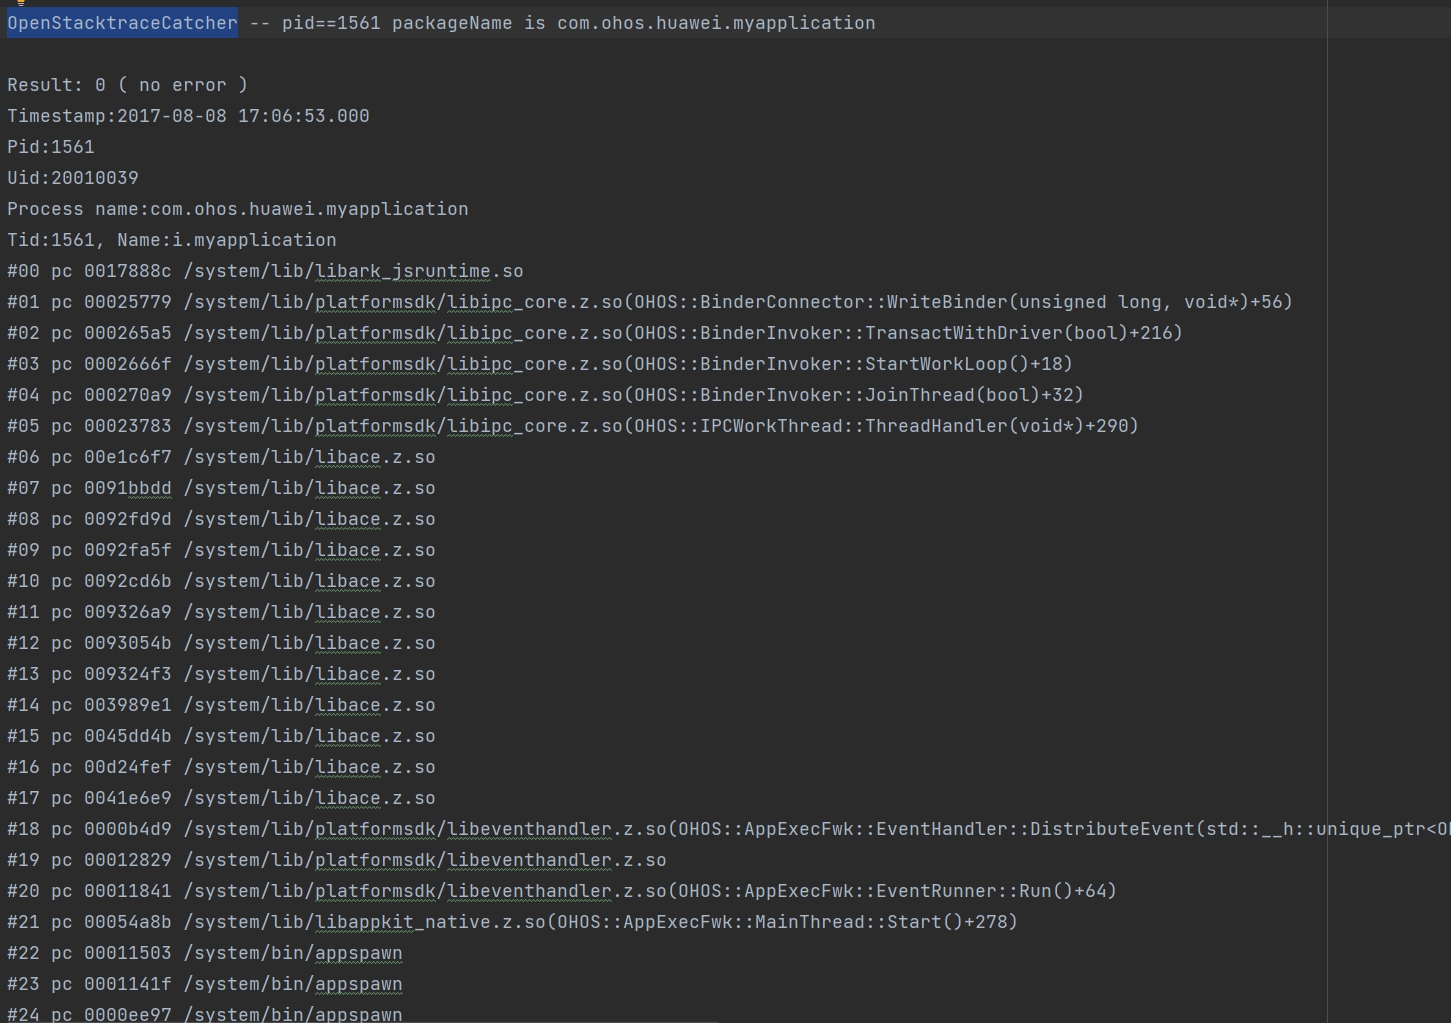 OpenStacktraceCatcher -- pid==1561 packageName is com.ohos.huawei.myapplication
Result: 0 ( no error )
Timestamp:2017-08-08 17:06:53.000
Pid:1561
Uid:20010039
Process name:com.ohos.huawei.myapplication
Tid:1561, Name:i.myapplication
#00 pc 0017888c /system/lib/libark_jsruntime.so
#01 pc 00025779 /system/lib/platformsdk/libipc_core.z.so(OHOS::BinderConnector::WriteBinder(unsigned long, void*)+56)
#02 pc 000265a5 /system/lib/platformsdk/libipc_core.z.so(OHOS::BinderInvoker::TransactWithDriver(bool)+216)
#03 pc 0002666f /system/lib/platformsdk/libipc_core.z.so(OHOS::BinderInvoker::StartWorkLoop()+18)
#04 pc 000270a9 /system/lib/platformsdk/libipc_core.z.so(OHOS::BinderInvoker::JoinThread(bool)+32)
#05 pc 00023783 /system/lib/platformsdk/libipc_core.z.so(OHOS::IPCWorkThread::ThreadHandler(void*)+290)
#06 pc 00e1c6f7 /system/lib/libace.z.so
#07 pc 0091bbdd /system/lib/libace.z.so
#08 pc 0092fd9d /system/lib/libace.z.so
#09 pc 0092fa5f /system/lib/libace.z.so
#10 pc 0092cd6b /system/lib/libace.z.so
#11 pc 009326a9 /system/lib/libace.z.so
#12 pc 0093054b /system/lib/libace.z.so
#13 pc 009324f3 /system/lib/libace.z.so
#14 pc 003989e1 /system/lib/libace.z.so
#15 pc 0045dd4b /system/lib/libace.z.so
#16 pc 00d24fef /system/lib/libace.z.so
#17 pc 0041e6e9 /system/lib/libace.z.so
#18 pc 0000b4d9 /system/lib/platformsdk/libeventhandler.z.so(OHOS::AppExecFwk::EventHandler::DistributeEvent(std::__h::unique_ptr<O
#19 pc 00012829 /system/lib/platformsdk/libeventhandler.z.so
#20 pc 00011841 /system/lib/platformsdk/libeventhandler.z.so(OHOS::AppExecFwk::EventRunner::Run()+64)
#21 pc 00054a8b /system/lib/libappkit_native.z.so(OHOS::AppExecFwk::MainThread::Start()+278)
#22 pc 00011503 /system/bin/appspawn
#23 pc 0001141f /system/bin/appspawn
#24 pc 0000ee97 /system/bin/appspawn